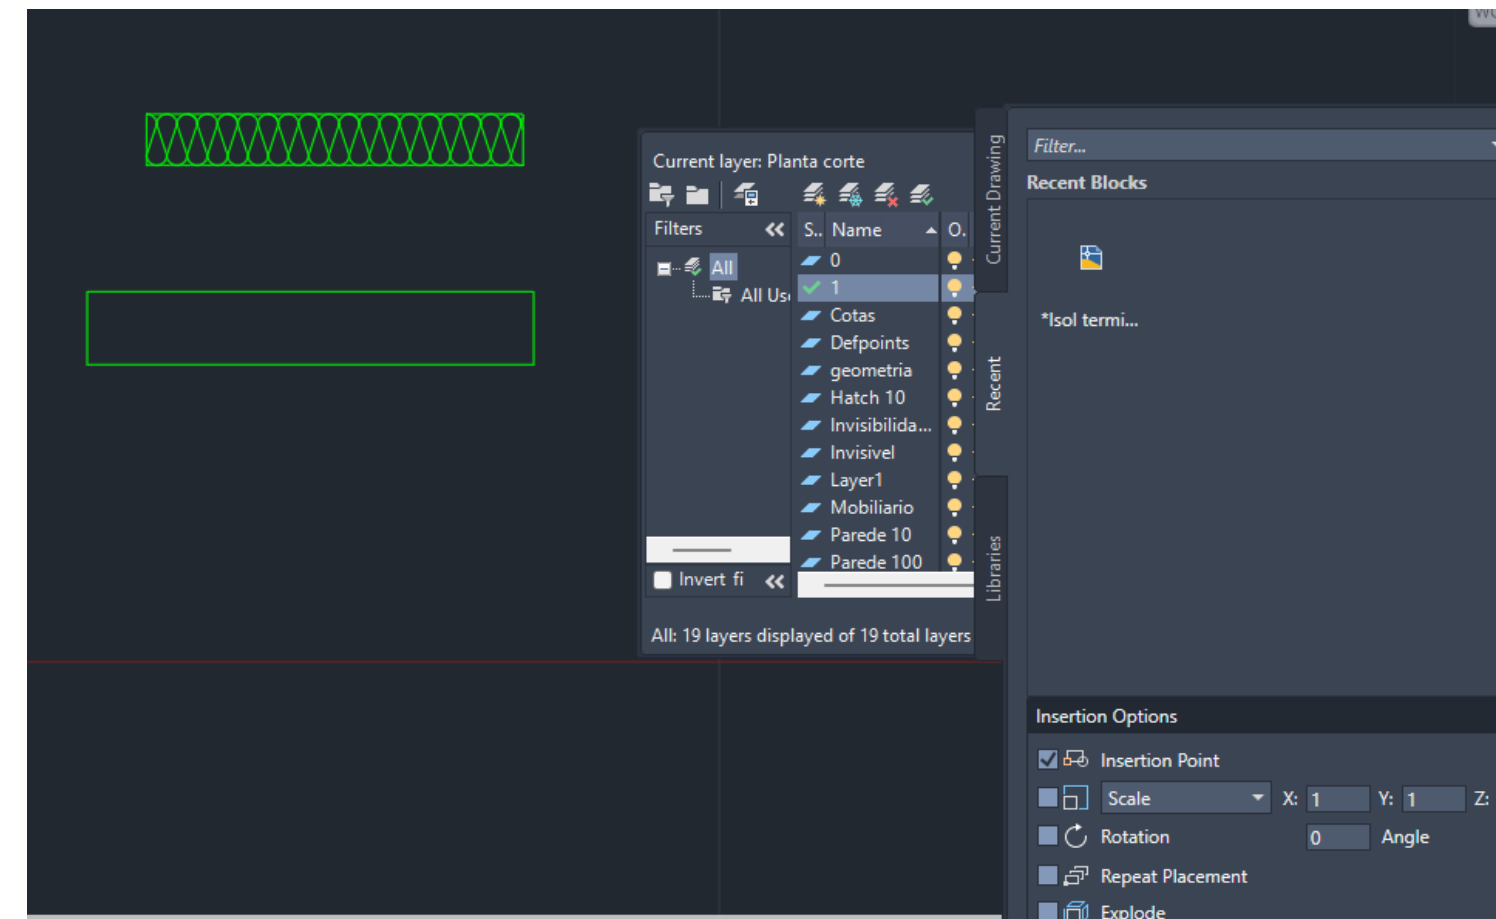 Current layer: Planta corte
Filters
All
All Us
Invert fi
S.. Name O.
0
1
Cotas
Defpoints
geometria
Hatch 10
Invisibilida...
Invisivel
Layer1
Mobiliario
Parede 10
Parede 100
All: 19 layers displayed of 19 total layers
Current Drawing
Recent
Libraries
Filter...
Recent Blocks
*Isol termi...
Insertion Options
Insertion Point
Scale X: 1 Y: 1 Z:
Rotation 0 Angle
Repeat Placement
Explode